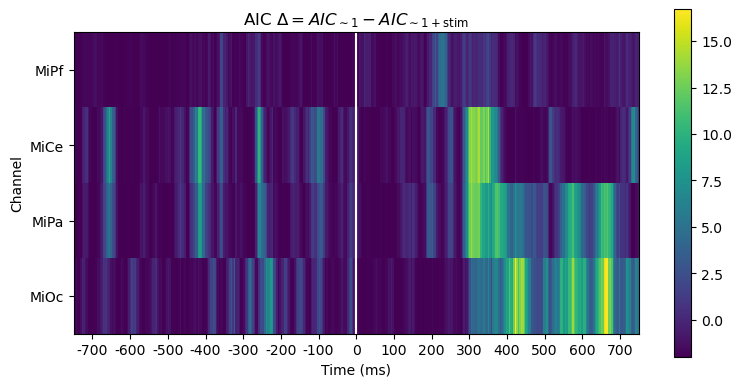 AIC Δ = AIC~1 − AIC~1+stim
Channel
MiPf
MiCe
MiPa
MiOc
-700 -600 -500 -400 -300 -200 -100 0 100 200 300 400 500 600 700
Time (ms)
15.0
12.5
10.0
7.5
5.0
2.5
0.0